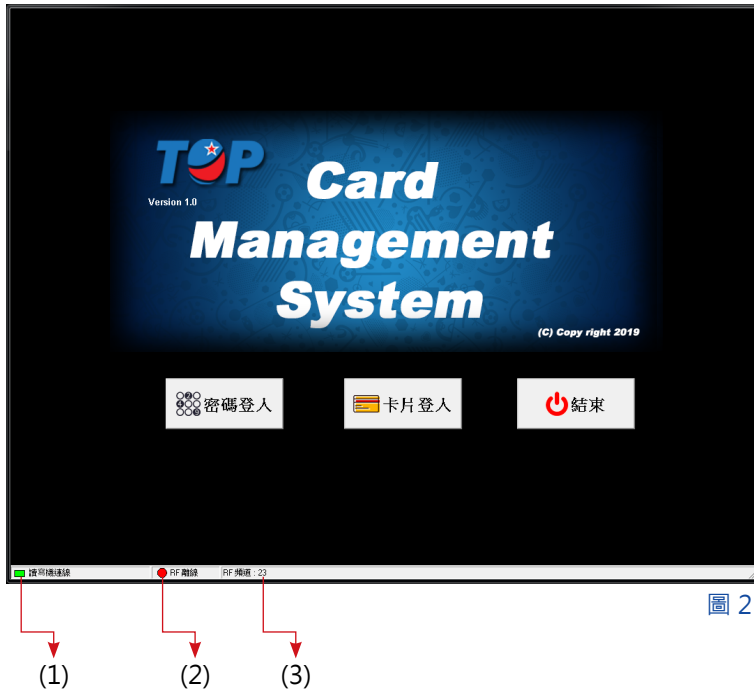 TOP
Version 1.0
Card
Management
System
(C) Copy right 2019
密碼登入
卡片登入
結束
讀寫機連線
RF 離線
RF 頻道 : 23
圖 2
(1)
(2)
(3)